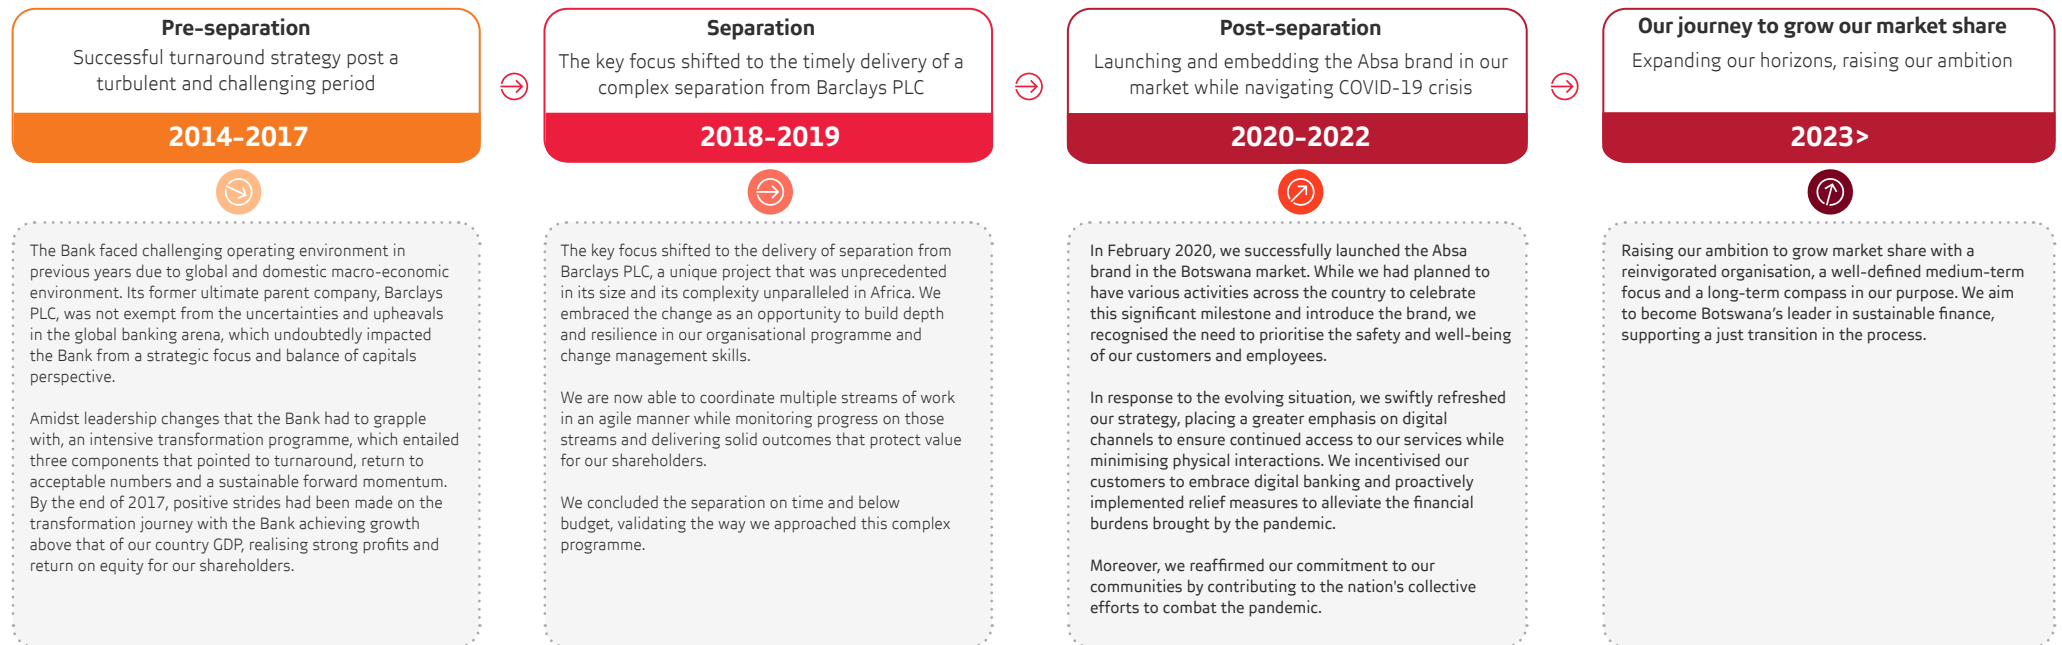 Pre-separation
Successful turnaround strategy post a
turbulent and challenging period
2014-2017
The Bank faced challenging operating environment in
previous years due to global and domestic macro-economic
environment. Its former ultimate parent company, Barclays
PLC, was not exempt from the uncertainties and upheavals
in the global banking arena, which undoubtedly impacted
the Bank from a strategic focus and balance of capitals
perspective.
Amidst leadership changes that the Bank had to grapple
with, an intensive transformation programme, which entailed
three components that pointed to turnaround, return to
acceptable numbers and a sustainable forward momentum.
By the end of 2017, positive strides had been made on the
transformation journey with the Bank achieving growth
above that of our country GDP, realising strong profits and
return on equity for our shareholders.
Separation
The key focus shifted to the timely delivery of a
complex separation from Barclays PLC
2018-2019
The key focus shifted to the delivery of separation from
Barclays PLC, a unique project that was unprecedented
in its size and its complexity unparalleled in Africa. We
embraced the change as an opportunity to build depth
and resilience in our organisational programme and
change management skills.
We are now able to coordinate multiple streams of work
in an agile manner while monitoring progress on those
streams and delivering solid outcomes that protect value
for our shareholders.
We concluded the separation on time and below
budget, validating the way we approached this complex
programme.
Post-separation
Launching and embedding the Absa brand in our
market while navigating COVID-19 crisis
2020-2022
In February 2020, we successfully launched the Absa
brand in the Botswana market. While we had planned to
have various activities across the country to celebrate
this significant milestone and introduce the brand, we
recognised the need to prioritise the safety and well-being
of our customers and employees.
In response to the evolving situation, we swiftly refreshed
our strategy, placing a greater emphasis on digital
channels to ensure continued access to our services while
minimising physical interactions. We incentivised our
customers to embrace digital banking and proactively
implemented relief measures to alleviate the financial
burdens brought by the pandemic.
Moreover, we reaffirmed our commitment to our
communities by contributing to the nation's collective
efforts to combat the pandemic.
Our journey to grow our market share
Expanding our horizons, raising our ambition
2023>
Raising our ambition to grow market share with a
reinvigorated organisation, a well-defined medium-term
focus and a long-term compass in our purpose. We aim
to become Botswana’s leader in sustainable finance,
supporting a just transition in the process.